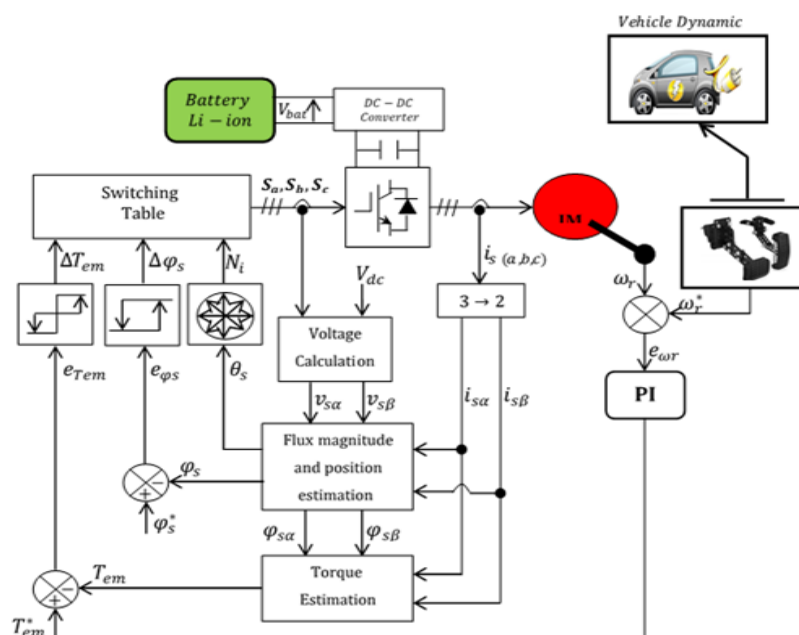 Vehicle Dynamic
Battery
Li − ion
V_bat
DC − DC
Converter
Switching
Table
S_a, S_b, S_c
IM
i_s (a,b,c)
ΔT_em
Δφ_s
N_i
V_dc
3 → 2
ω_r
ω_r^*
e_ωr
Voltage
Calculation
e_Tem
e_φs
θ_s
v_sα
v_sβ
i_sα
i_sβ
PI
Flux magnitude
and position
estimation
φ_s
−
+
φ_s^*
φ_sα
φ_sβ
T_em
Torque
Estimation
−
+
T_em^*